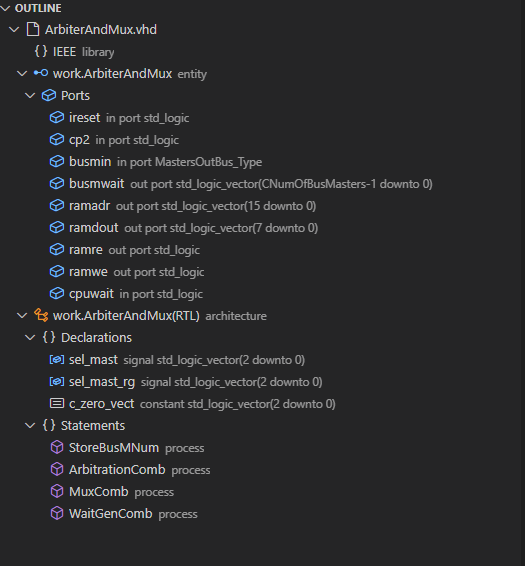 OUTLINE
ArbiterAndMux.vhd
{ } IEEE library
work.ArbiterAndMux entity
Ports
ireset in port std_logic
cp2 in port std_logic
busmin in port MastersOutBus_Type
busmwait out port std_logic_vector(CNumOfBusMasters-1 downto 0)
ramadr out port std_logic_vector(15 downto 0)
ramdout out port std_logic_vector(7 downto 0)
ramre out port std_logic
ramwe out port std_logic
cpuwait in port std_logic
work.ArbiterAndMux(RTL) architecture
{ } Declarations
sel_mast signal std_logic_vector(2 downto 0)
sel_mast_rg signal std_logic_vector(2 downto 0)
c_zero_vect constant std_logic_vector(2 downto 0)
{ } Statements
StoreBusMNum process
ArbitrationComb process
MuxComb process
WaitGenComb process